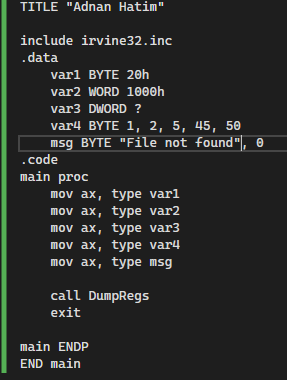 TITLE "Adnan Hatim"
include irvine32.inc
.data
var1 BYTE 20h
var2 WORD 1000h
var3 DWORD ?
var4 BYTE 1, 2, 5, 45, 50
msg BYTE "File not found", 0
.code
main proc
mov ax, type var1
mov ax, type var2
mov ax, type var3
mov ax, type var4
mov ax, type msg
call DumpRegs
exit
main ENDP
END main